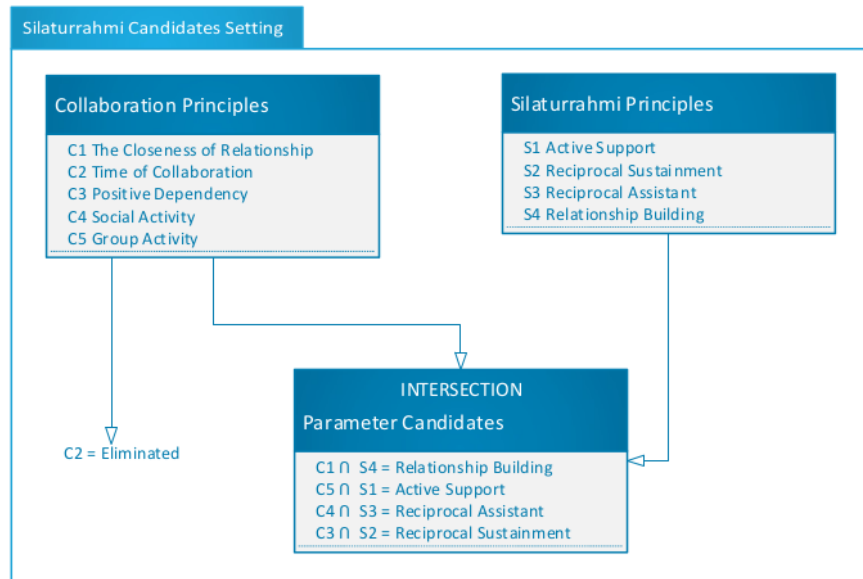 Silaturrahmi Candidates Setting
Collaboration Principles
C1 The Closeness of Relationship
C2 Time of Collaboration
C3 Positive Dependency
C4 Social Activity
C5 Group Activity
Silaturrahmi Principles
S1 Active Support
S2 Reciprocal Sustainment
S3 Reciprocal Assistant
S4 Relationship Building
C2 = Eliminated
INTERSECTION
Parameter Candidates
C1 ∩ S4 = Relationship Building
C5 ∩ S1 = Active Support
C4 ∩ S3 = Reciprocal Assistant
C3 ∩ S2 = Reciprocal Sustainment